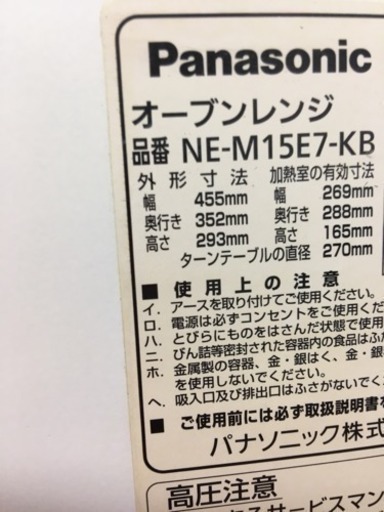 Panasonic
オーブンレンジ
品番 NE-M15E7-KB
外形寸法 加熱室の有効寸法
幅 455mm 幅 269mm
奥行き 352mm 奥行き 288mm
高さ 293mm 高さ 165mm
ターンテーブルの直径 270mm
■ 使用上の注意
イ. アースを取り付けてご使用ください。
ロ. 電源は必ずコンセントをご使用くだ
ハ. とびらにものをはさんだ状態で使用
ニ. びん詰等密封された容器内の食品はふた
ホ. 金属製の容器、金・銀はく、金・銀
を使用しないでください。
ヘ. 吸入口及び排出口はふさがないでく
■ ご使用前には必ず取扱説明書を
パナソニック株式
高圧注意
るサービスマン